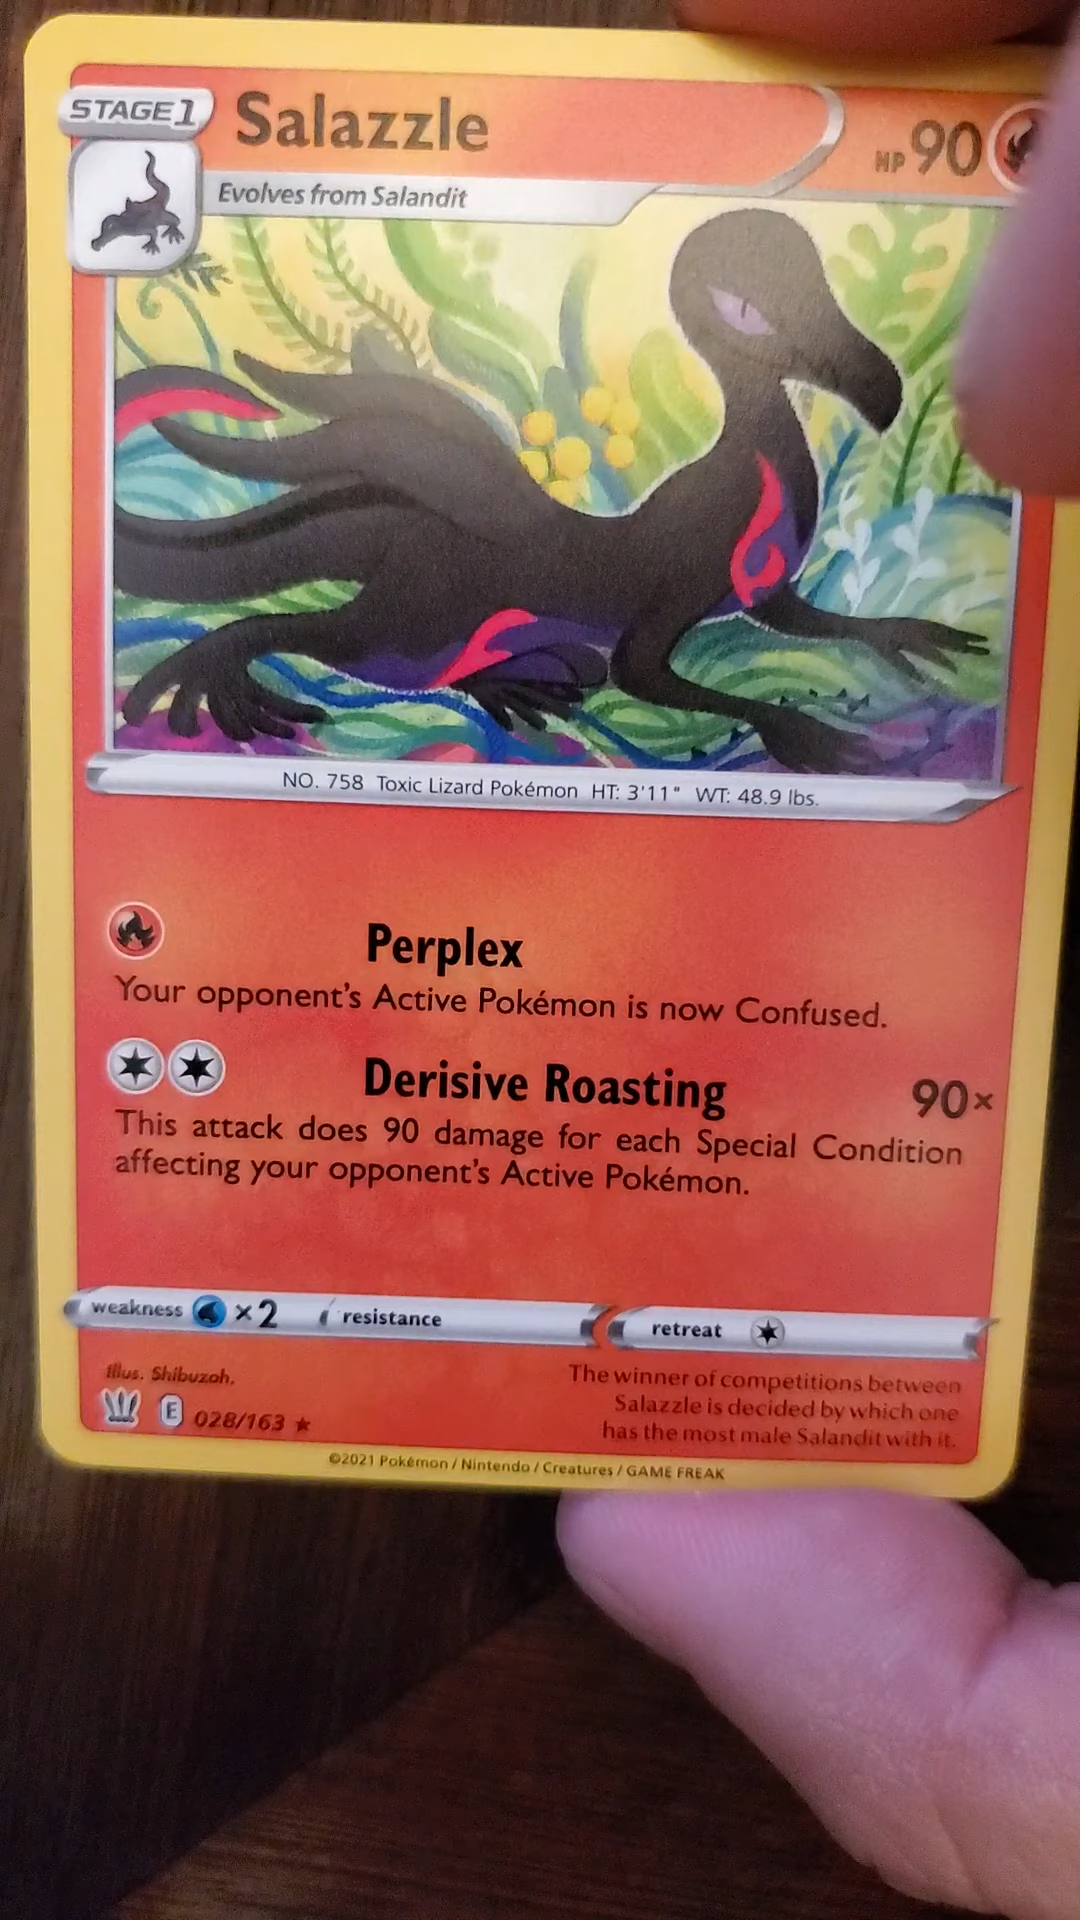 STAGE1
Salazzle
HP 90
Evolves from Salandit
NO. 758 Toxic Lizard Pokémon HT: 3'11" WT: 48.9 lbs.
Perplex
Your opponent's Active Pokémon is now Confused.
Derisive Roasting 90×
This attack does 90 damage for each Special Condition
affecting your opponent's Active Pokémon.
weakness ×2 resistance retreat
Illus. Shibuzoh.
E 028/163 ★
The winner of competitions between
Salazzle is decided by which one
has the most male Salandit with it.
©2021 Pokémon / Nintendo / Creatures / GAME FREAK